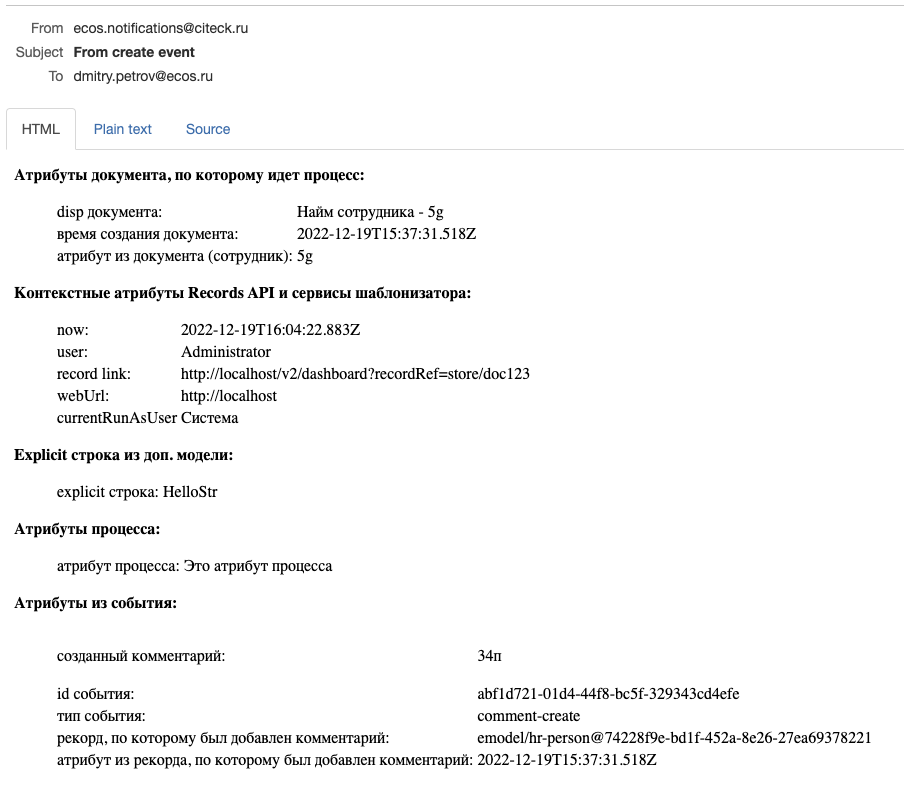 From ecos.notifications@citeck.ru
Subject From create event
To dmitry.petrov@ecos.ru
HTML Plain text Source
Атрибуты документа, по которому идет процесс:
disp документа: Найм сотрудника - 5g
время создания документа: 2022-12-19T15:37:31.518Z
атрибут из документа (сотрудник): 5g
Контекстные атрибуты Records API и сервисы шаблонизатора:
now: 2022-12-19T16:04:22.883Z
user: Administrator
record link: http://localhost/v2/dashboard?recordRef=store/doc123
webUrl: http://localhost
currentRunAsUser Система
Explicit строка из доп. модели:
explicit строка: HelloStr
Атрибуты процесса:
атрибут процесса: Это атрибут процесса
Атрибуты из события:
созданный комментарий: 34п
id события: abf1d721-01d4-44f8-bc5f-329343cd4efe
тип события: comment-create
рекорд, по которому был добавлен комментарий: emodel/hr-person@74228f9e-bd1f-452a-8e26-27ea69378221
атрибут из рекорда, по которому был добавлен комментарий: 2022-12-19T15:37:31.518Z